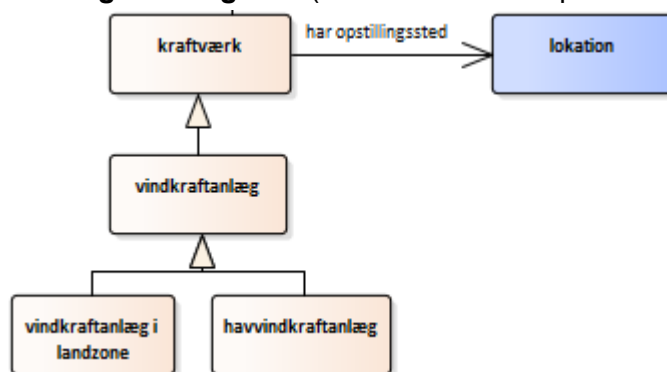 kraftværk
har opstillingssted
lokation
vindkraftanlæg
vindkraftanlæg i
landzone
havvindkraftanlæg